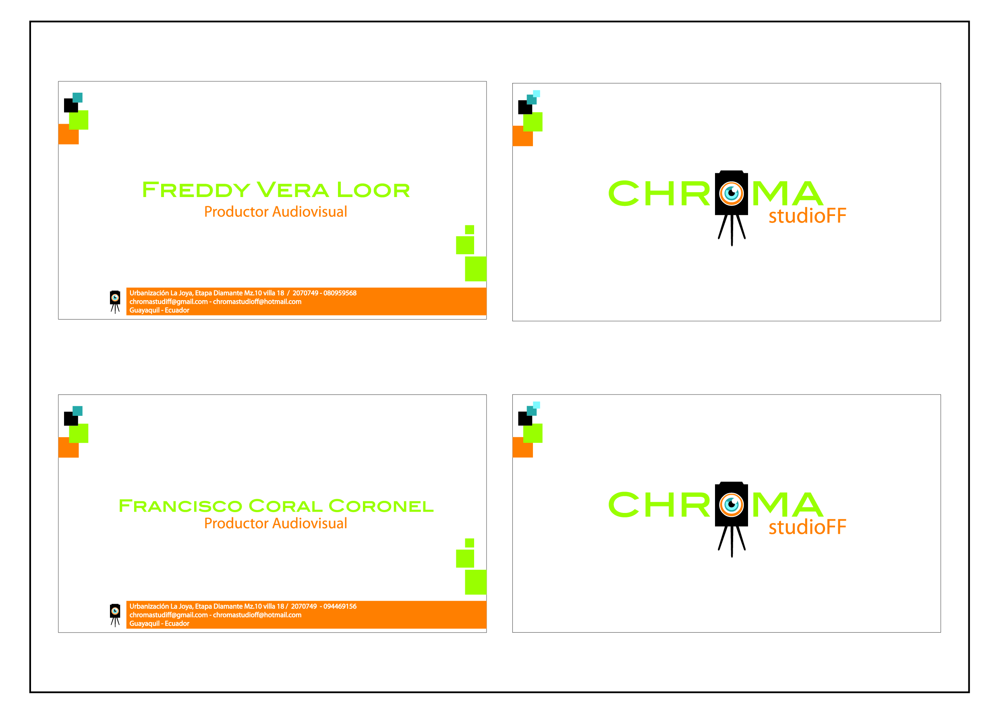 Freddy Vera Loor
Productor Audiovisual
Urbanización La Joya, Etapa Diamante Mz.10 villa 18 / 2070749 - 080959568
chromastudiff@gmail.com - chromastudioff@hotmail.com
Guayaquil - Ecuador
CHROMA
studioFF
Francisco Coral Coronel
Productor Audiovisual
Urbanización La Joya, Etapa Diamante Mz.10 villa 18 / 2070749 - 094469156
chromastudiff@gmail.com - chromastudioff@hotmail.com
Guayaquil - Ecuador
CHROMA
studioFF